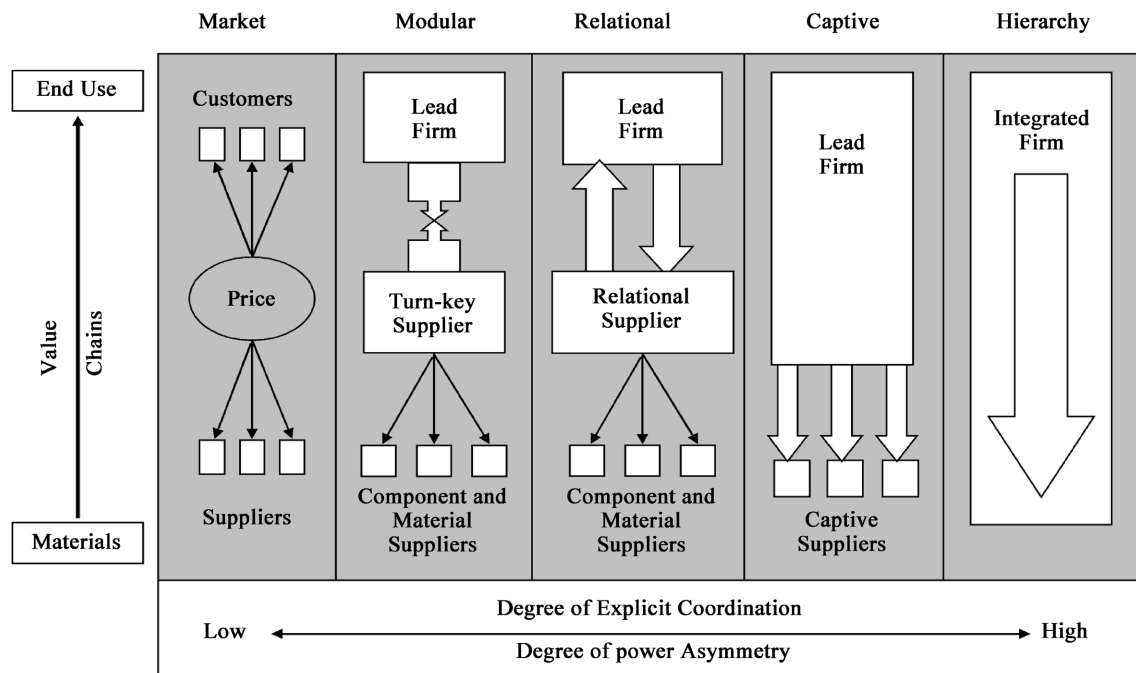 Market
Modular
Relational
Captive
Hierarchy
End Use
Value
Chains
Materials
Customers
Price
Suppliers
Lead
Firm
Turn-key
Supplier
Component and
Material
Suppliers
Lead
Firm
Relational
Supplier
Component and
Material
Suppliers
Lead
Firm
Captive
Suppliers
Integrated
Firm
Degree of Explicit Coordination
Low
High
Degree of power Asymmetry